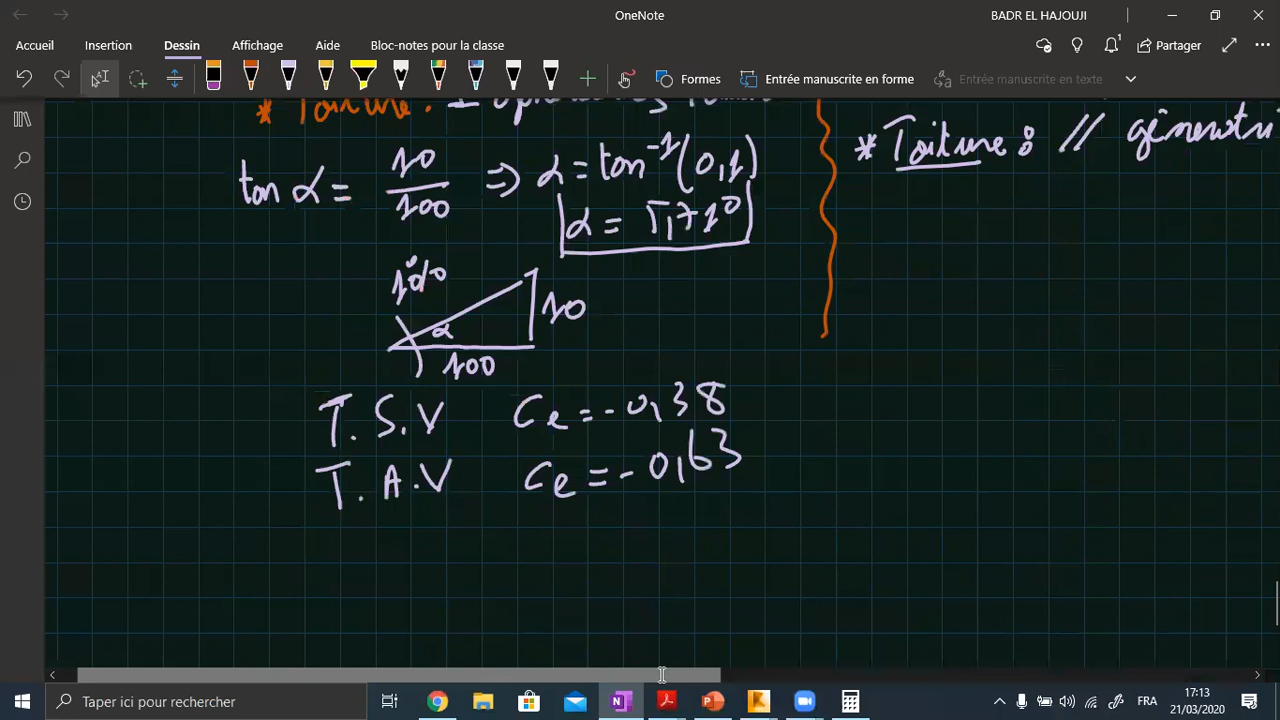 OneNote
BADR EL HAJOUJI
Accueil Insertion Dessin Affichage Aide Bloc-notes pour la classe Partager
Formes Entrée manuscrite en forme Entrée manuscrite en texte
* Toiture :
tan α = 10/100 ⇒ α = tan⁻¹(0,1)
α = 5,71°
10%
α
10
100
T.S.V Ce = -0,38
T.A.V Ce = -0,63
* Toiture : //
Taper ici pour rechercher
FRA
17:13
21/03/2020